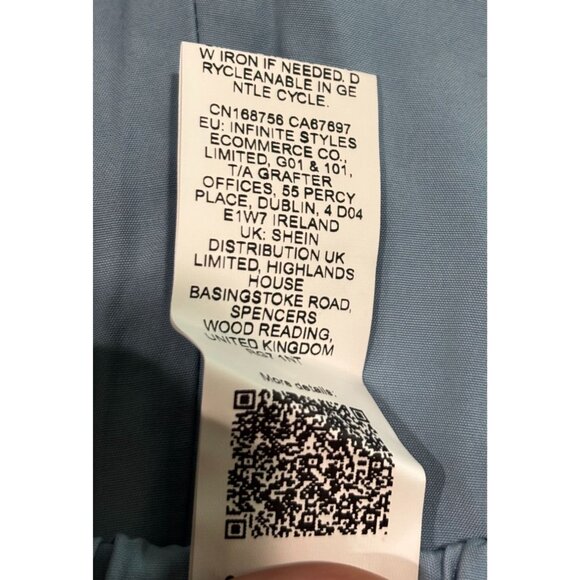 W IRON IF NEEDED. D
RYCLEANABLE IN GE
NTLE CYCLE.
CN168756 CA67697
EU: INFINITE STYLES
ECOMMERCE CO.,
LIMITED, G01 & 101,
T/A GRAFTER
OFFICES, 55 PERCY
PLACE, DUBLIN, 4 D04
E1W7 IRELAND
UK: SHEIN
DISTRIBUTION UK
LIMITED, HIGHLANDS
HOUSE
BASINGSTOKE ROAD,
SPENCERS
WOOD READING,
UNITED KINGDOM
RG7 1NT
More details: